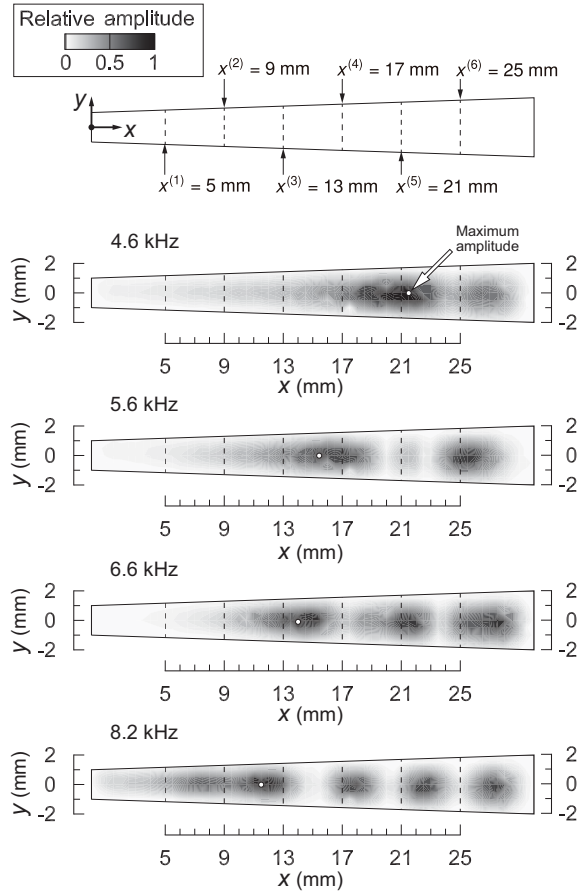 Relative amplitude
0 0.5 1
x(2) = 9 mm x(4) = 17 mm x(6) = 25 mm
y
x
x(1) = 5 mm x(3) = 13 mm x(5) = 21 mm
4.6 kHz
Maximum
amplitude
y (mm)
2 2
0 0
-2 -2
5 9 13 17 21 25
x (mm)
5.6 kHz
y (mm)
2 2
0 0
-2 -2
5 9 13 17 21 25
x (mm)
6.6 kHz
y (mm)
2 2
0 0
-2 -2
5 9 13 17 21 25
x (mm)
8.2 kHz
y (mm)
2 2
0 0
-2 -2
5 9 13 17 21 25
x (mm)